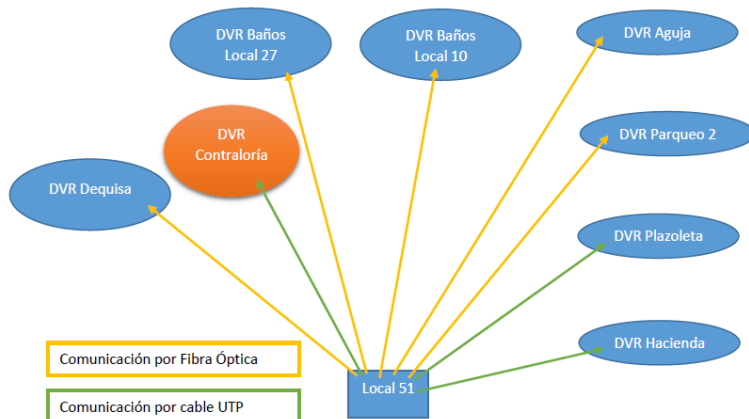 DVR Baños
Local 27
DVR Baños
Local 10
DVR Aguja
DVR
Contraloría
DVR Parqueo 2
DVR Dequisa
DVR Plazoleta
DVR Hacienda
Comunicación por Fibra Óptica
Local 51
Comunicación por cable UTP